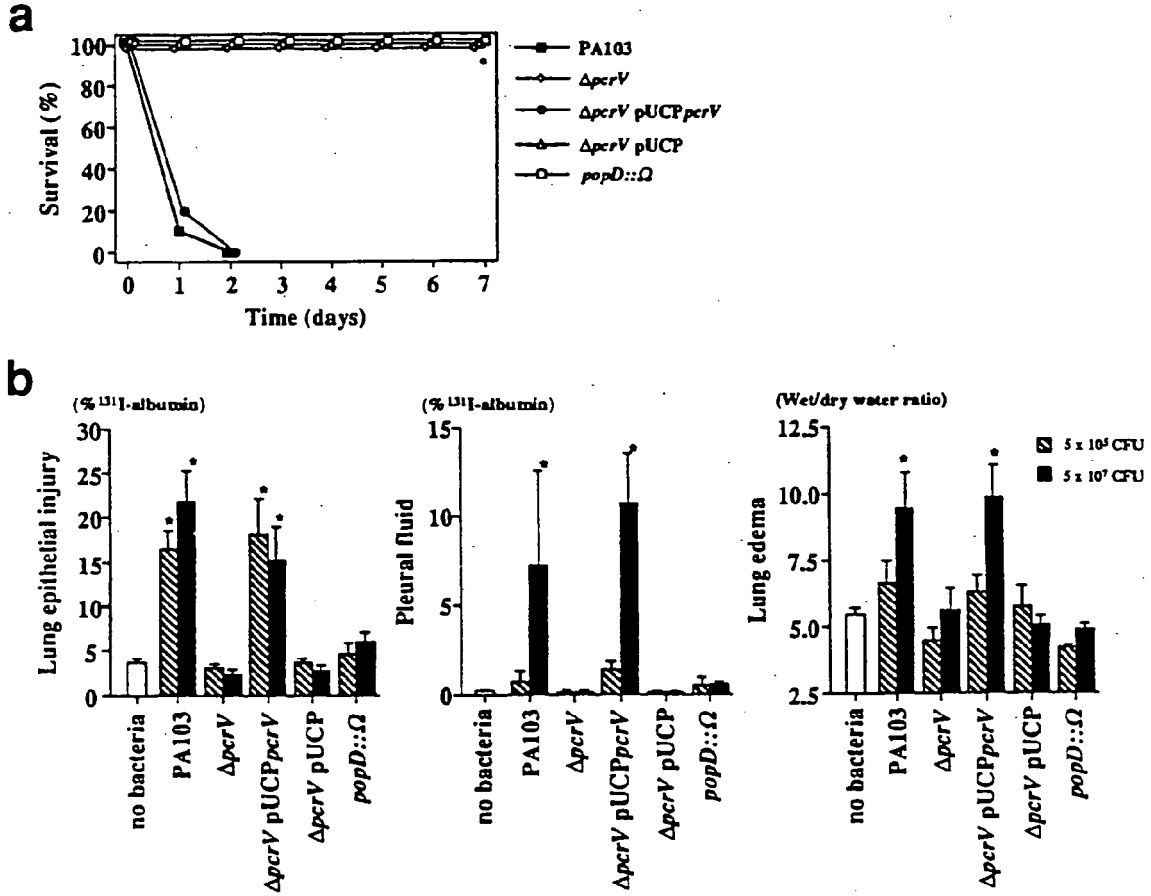 a
Survival (%)
100
80
60
40
20
0
0 1 2 3 4 5 6 7
Time (days)
*
PA103
ΔpcrV
ΔpcrV pUCPpcrV
ΔpcrV pUCP
popD::Ω
b
(% ¹³¹I-albumin)
Lung epithelial injury
30
25
20
15
10
5
0
* * * *
no bacteria
PA103
ΔpcrV
ΔpcrV pUCPpcrV
ΔpcrV pUCP
popD::Ω
(% ¹³¹I-albumin)
Pleural fluid
15
10
5
0
* *
no bacteria
PA103
ΔpcrV
ΔpcrV pUCPpcrV
ΔpcrV pUCP
popD::Ω
(Wet/dry water ratio)
Lung edema
12.5
10.0
7.5
5.0
2.5
* *
no bacteria
PA103
ΔpcrV
ΔpcrV pUCPpcrV
ΔpcrV pUCP
popD::Ω
5 x 10⁵ CFU
5 x 10⁷ CFU